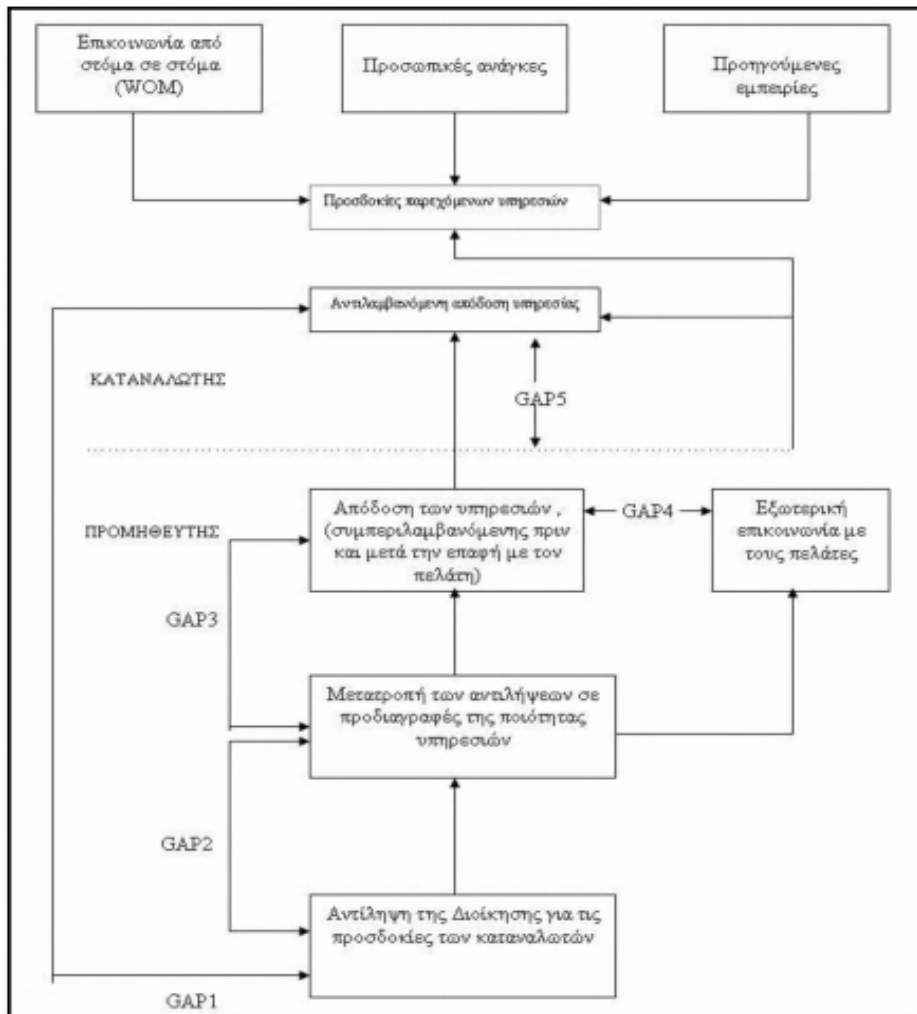 Επικοινωνία από
στόμα σε στόμα
(WOM)
Προσωπικές ανάγκες
Προηγούμενες
εμπειρίες
Προσδοκίες παρεχόμενων υπηρεσιών
Αντιλαμβανόμενη απόδοση υπηρεσίας
ΚΑΤΑΝΑΛΩΤΗΣ
GAP5
ΠΡΟΜΗΘΕΥΤΗΣ
Απόδοση των υπηρεσιών ,
(συμπεριλαμβανόμενης πριν
και μετά την επαφή με τον
πελάτη)
GAP4
Εξωτερική
επικοινωνία με
τους πελάτες
GAP3
Μετατροπή των αντιλήψεων σε
προδιαγραφές της ποιότητας
υπηρεσιών
GAP2
Αντίληψη της Διοίκησης για τις
προσδοκίες των καταναλωτών
GAP1